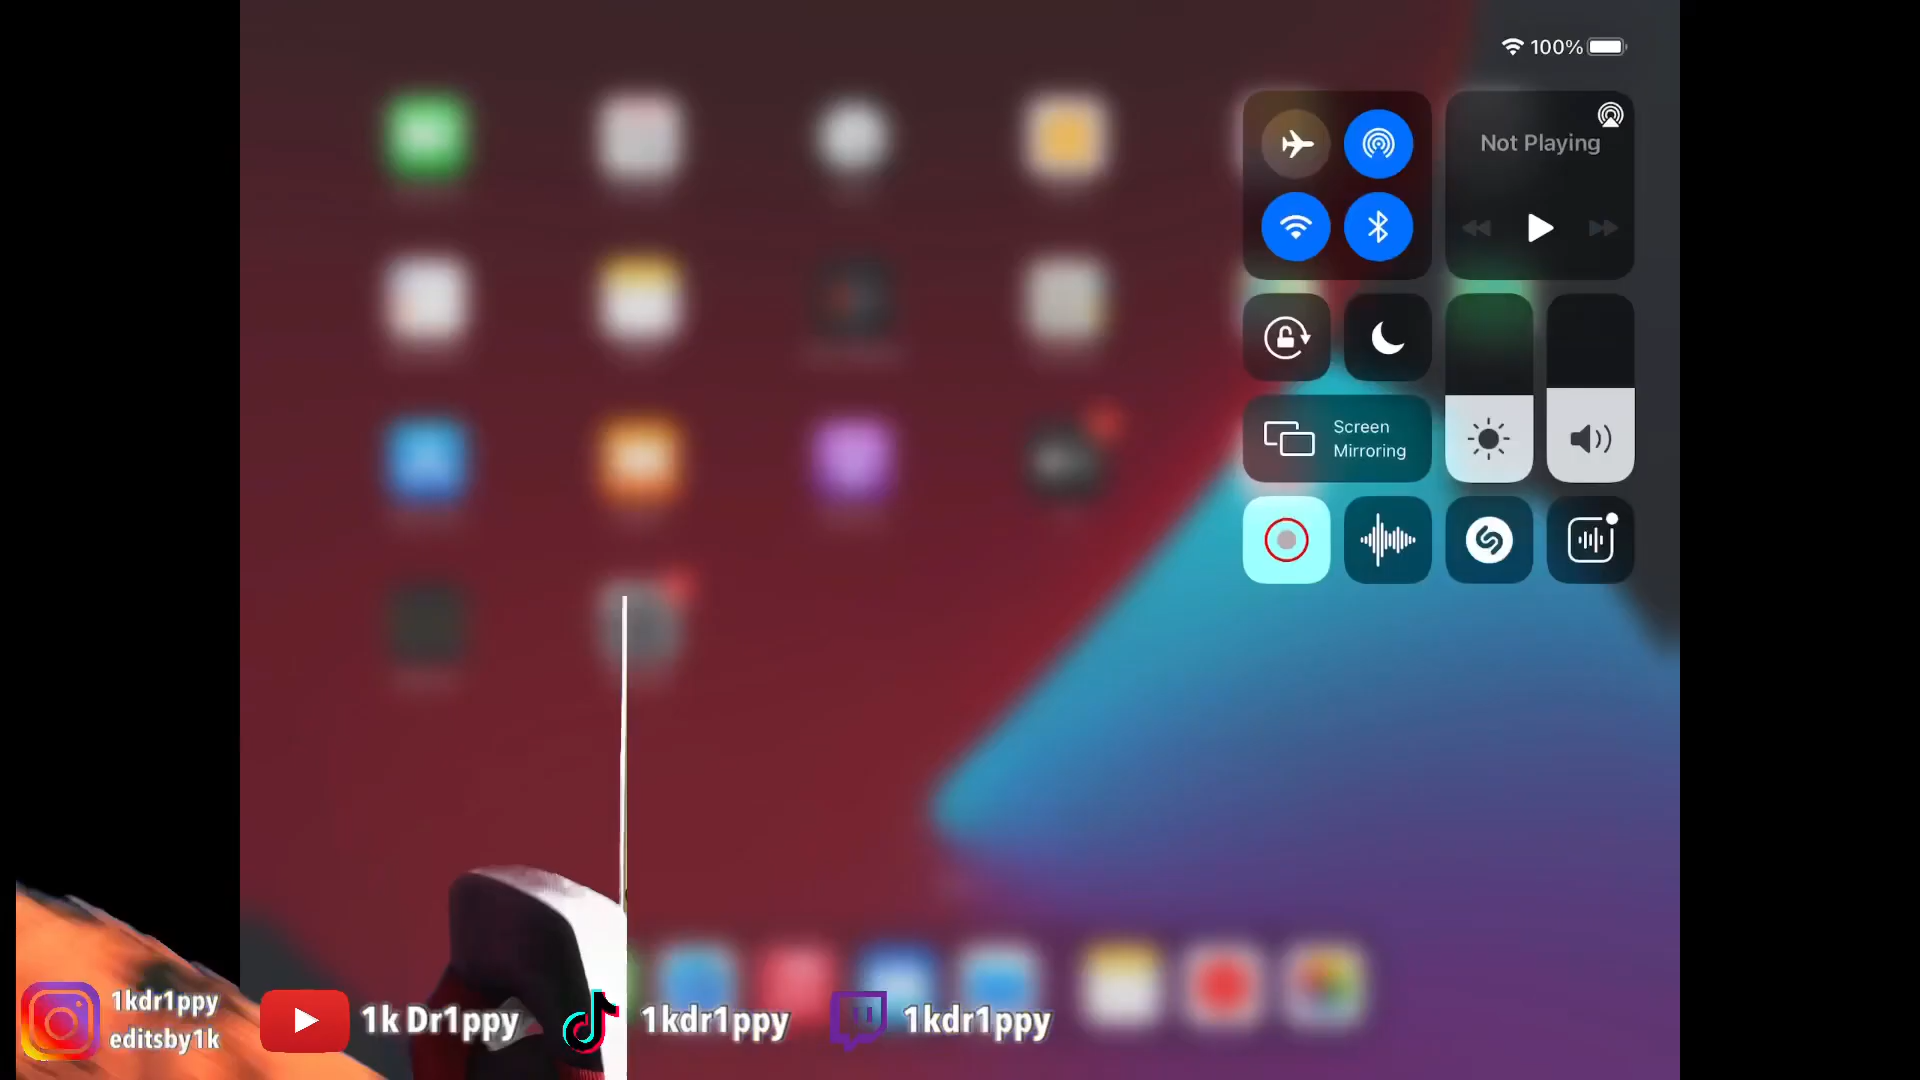 100%
Not Playing
Screen
Mirroring
1kdr1ppy
editsby1k
1k Dr1ppy
1kdr1ppy
1kdr1ppy